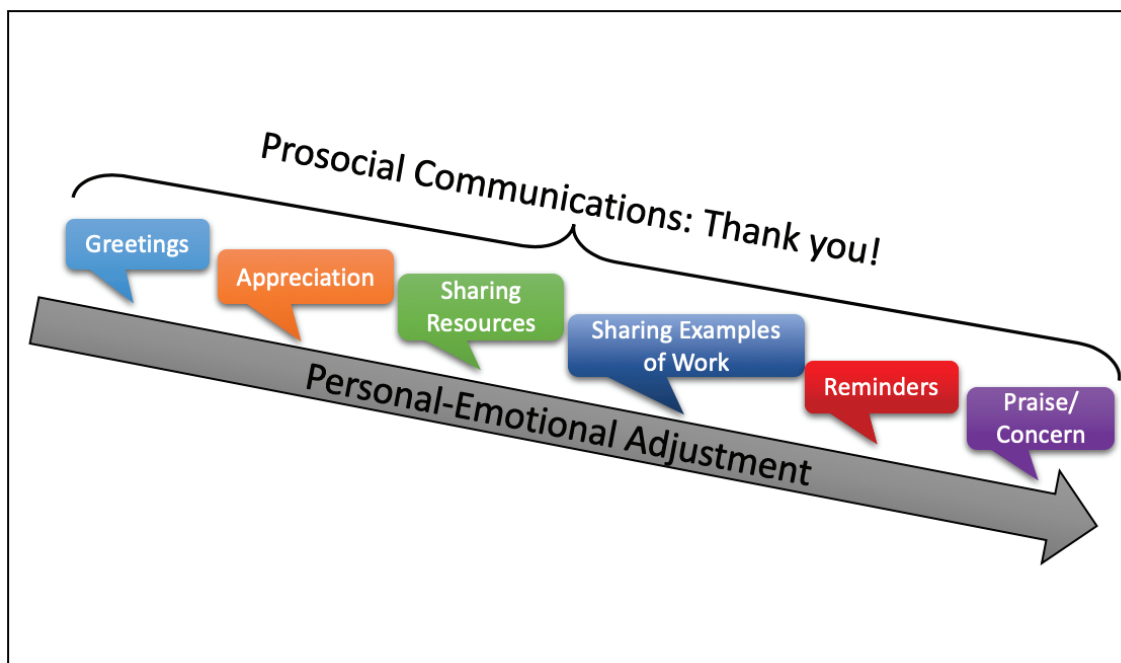 Prosocial Communications: Thank you!
Greetings
Appreciation
Sharing
Resources
Sharing Examples
of Work
Reminders
Praise/
Concern
Personal-Emotional Adjustment